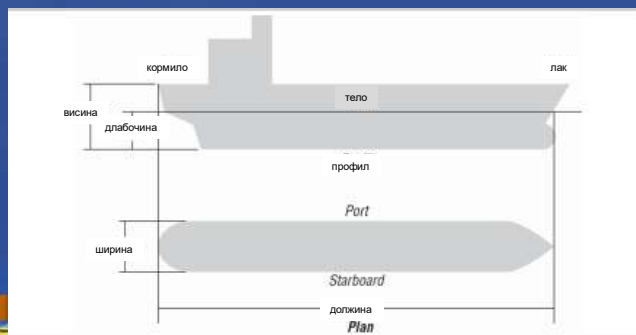 кормило
лак
тело
висина
длабочина
профил
Port
ширина
Starboard
должина
Plan